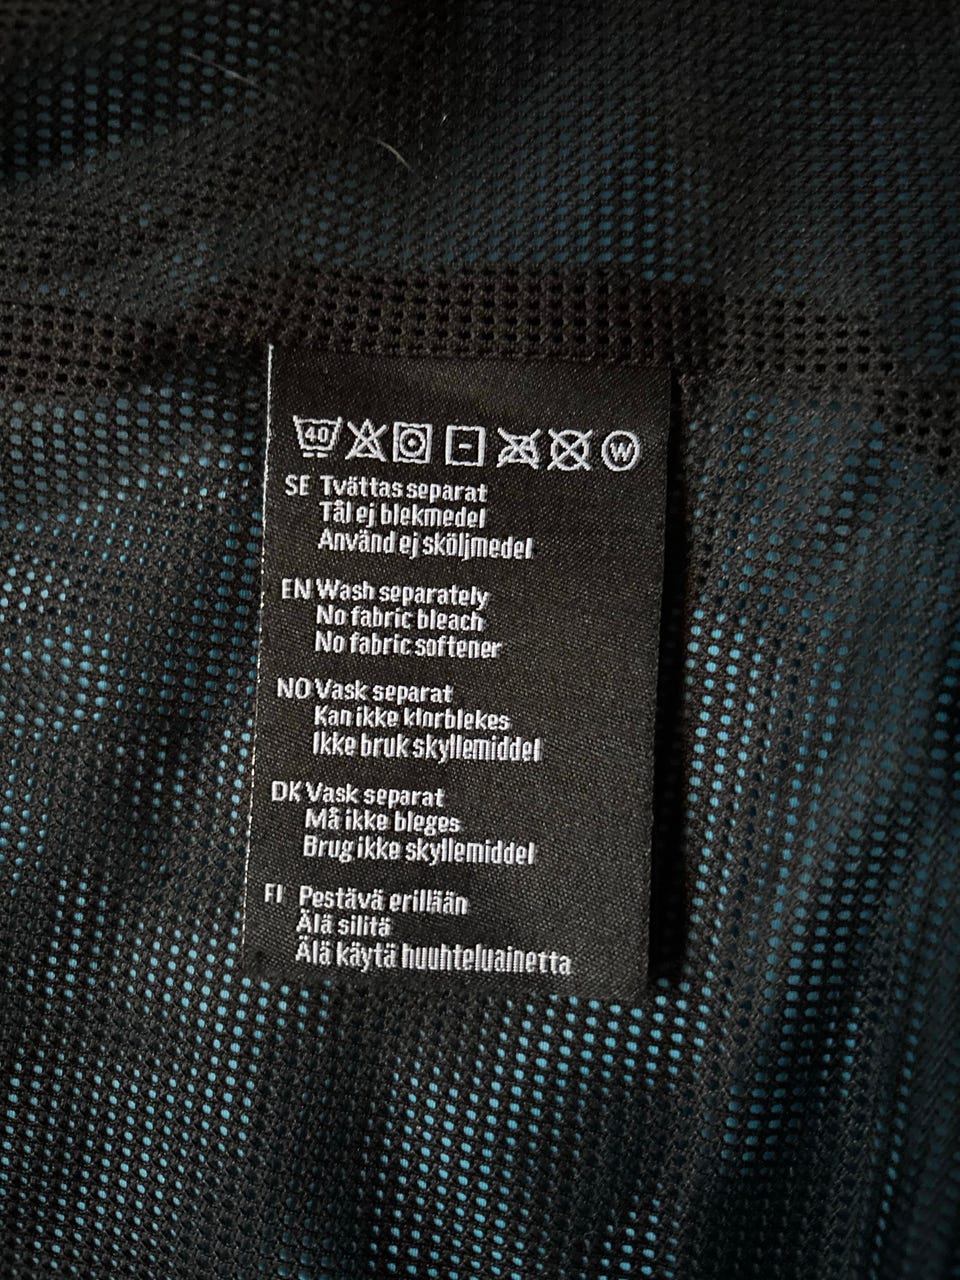 40 W
SE Tvättas separat
Tål ej blekmedel
Använd ej sköljmedel
EN Wash separately
No fabric bleach
No fabric softener
NO Vask separat
Kan ikke klorblekes
Ikke bruk skyllemiddel
DK Vask separat
Må ikke bleges
Brug ikke skyllemiddel
FI Pestävä erillään
Älä silitä
Älä käytä huuhteluainetta